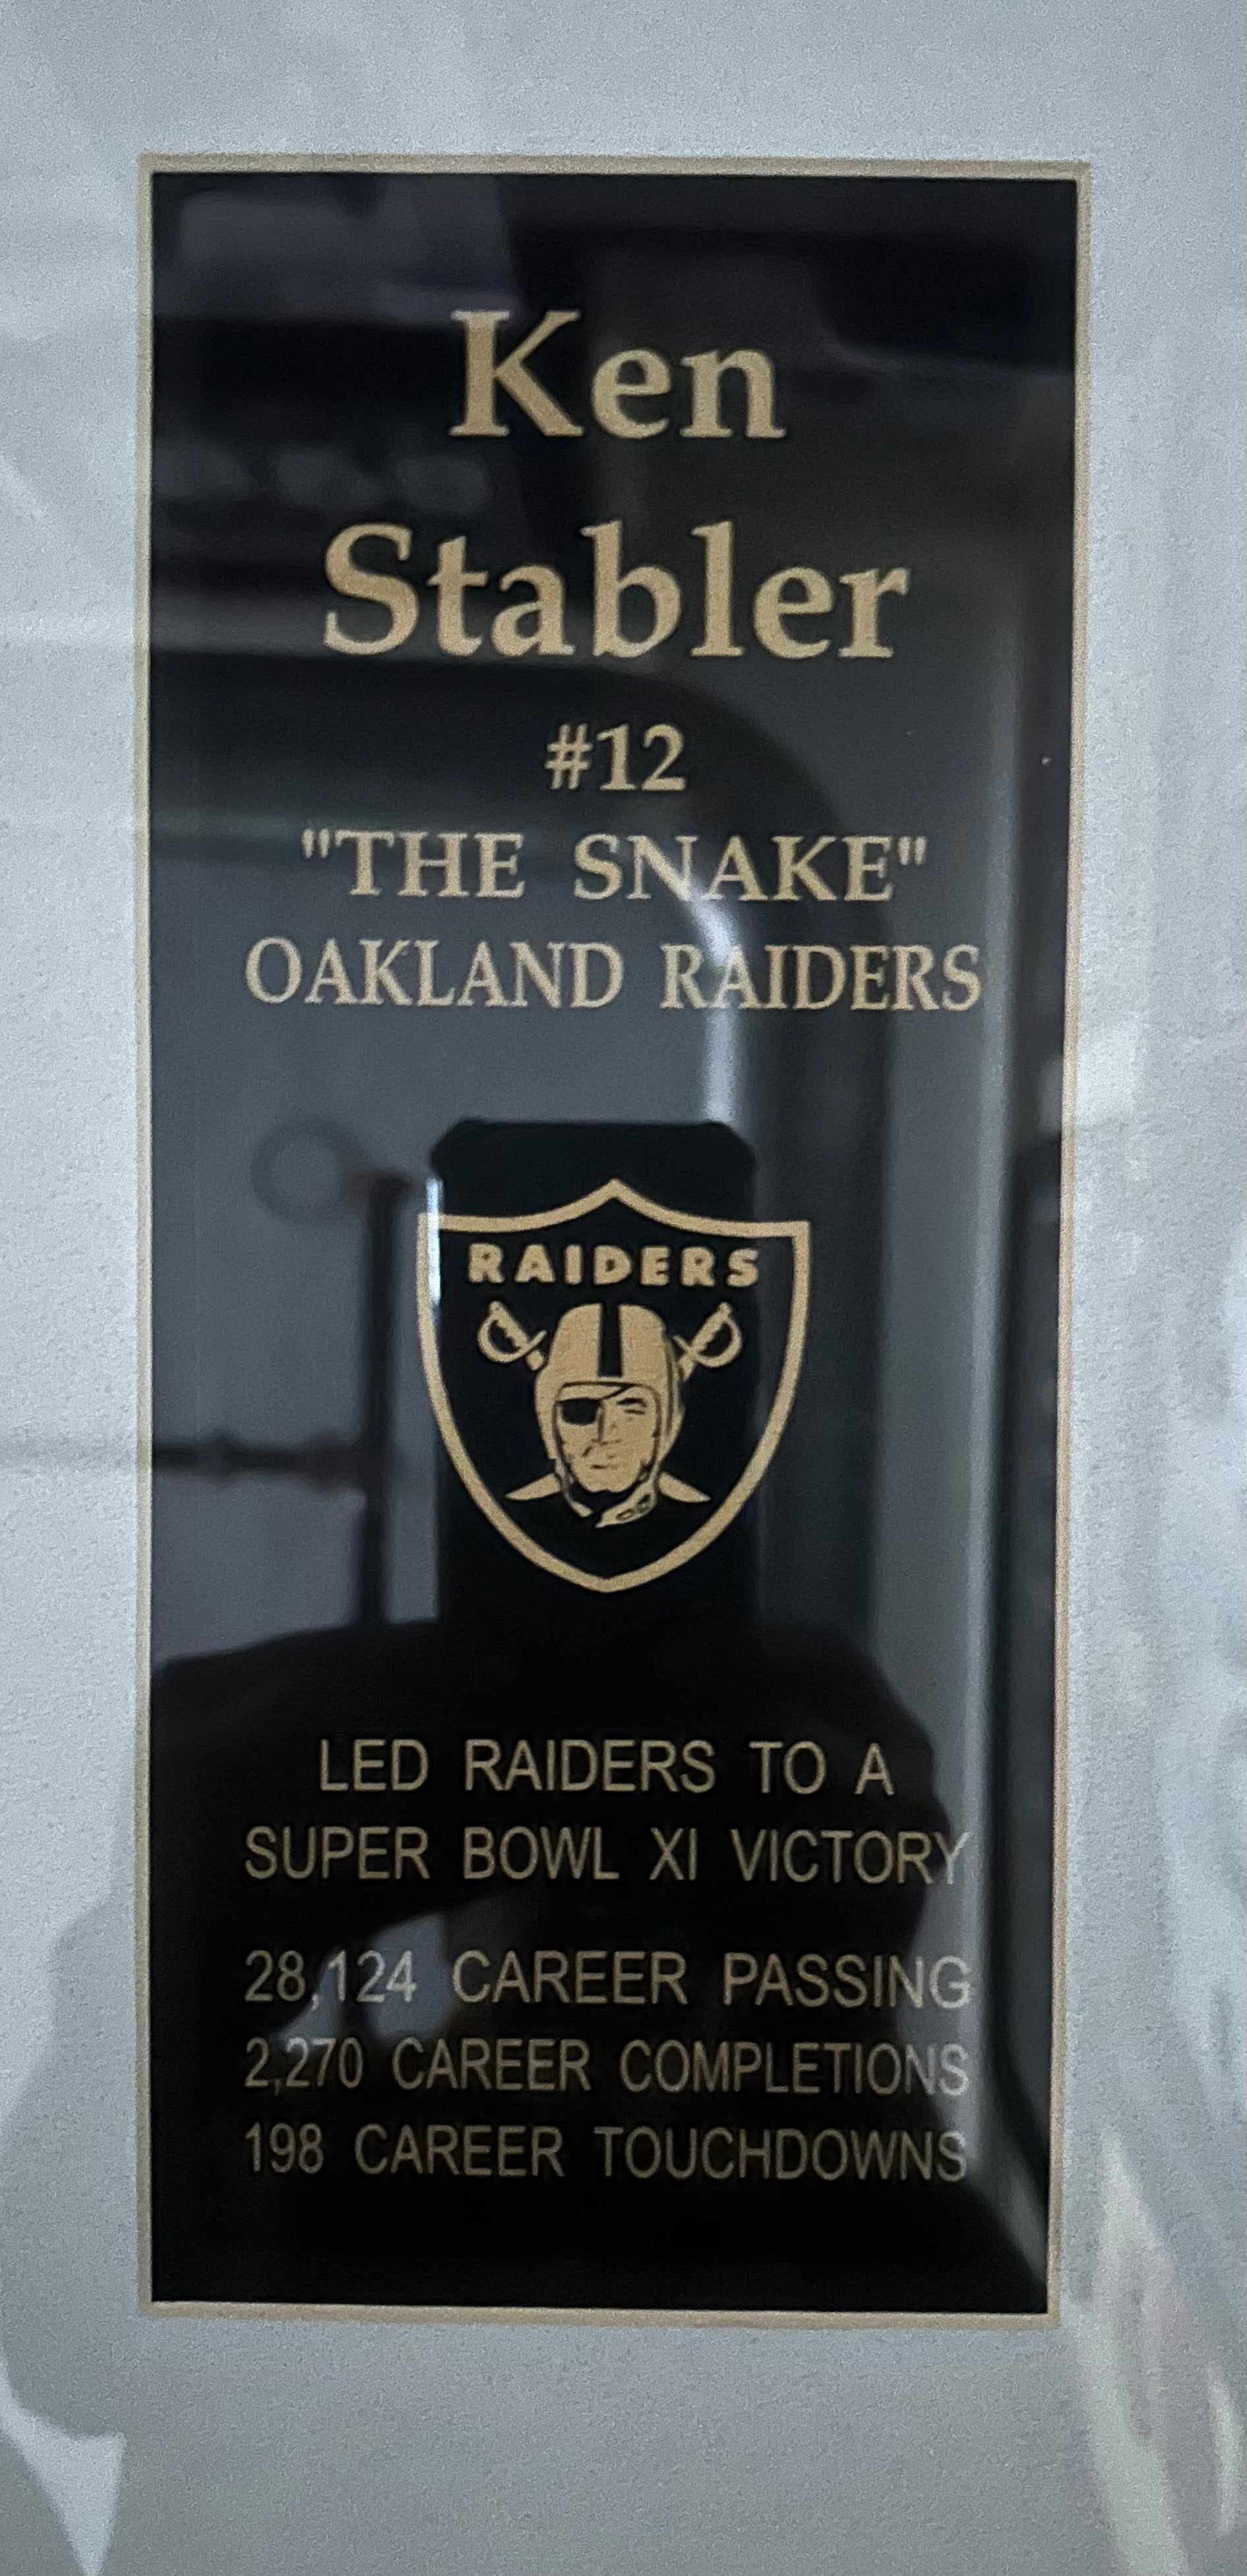 Ken
Stabler
#12
"THE SNAKE"
OAKLAND RAIDERS
RAIDERS
LED RAIDERS TO A
SUPER BOWL XI VICTORY
28,124 CAREER PASSING
2,270 CAREER COMPLETIONS
198 CAREER TOUCHDOWNS